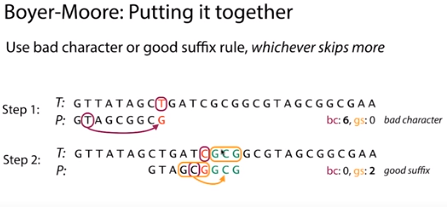 Boyer-Moore: Putting it together
Use bad character or good suffix rule, whichever skips more
Step 1:
T: GTTATAGCTGATCGCGGCGTAGCGGCGAA
P: GTAGCGGCG
bc: 6, gs: 0 bad character
Step 2:
T: GTTATAGCTGATCGCGGCGTAGCGGCGAA
P: GTAGCGGCG
bc: 0, gs: 2 good suffix